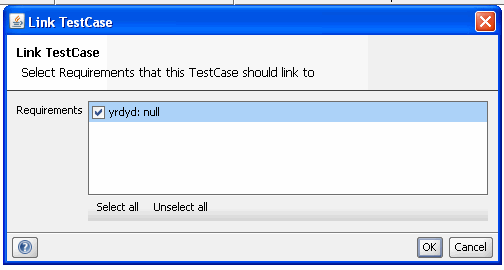 Link TestCase
Link TestCase
Select Requirements that this TestCase should link to
Requirements
yrdyd: null
Select all Unselect all
? OK Cancel